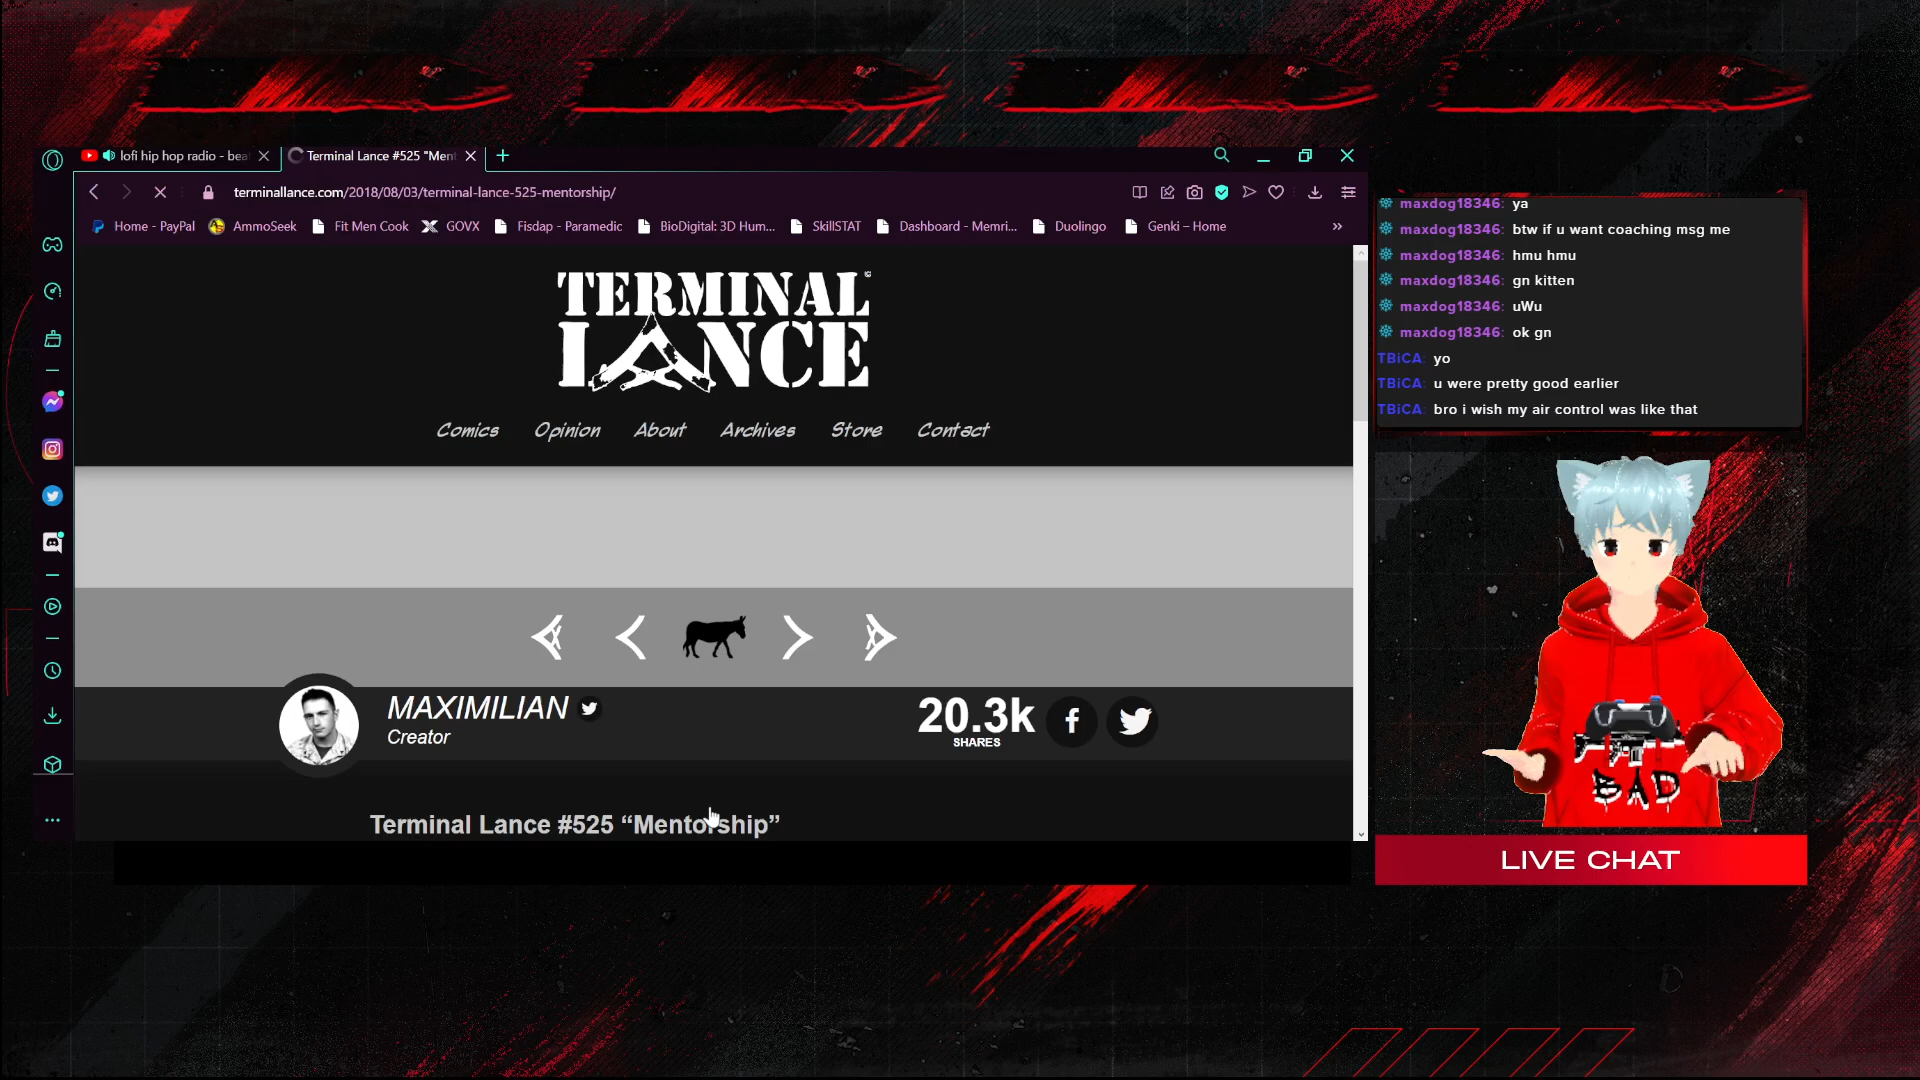 lofi hip hop radio - bea
Terminal Lance #525 "Ment
terminallance.com/2018/08/03/terminal-lance-525-mentorship/
Home - PayPal
AmmoSeek
Fit Men Cook
GOVX
Fisdap - Paramedic
BioDigital: 3D Hum...
SkillSTAT
Dashboard - Memri...
Duolingo
Genki – Home
TERMINAL
LANCE
Comics Opinion About Archives Store Contact
MAXIMILIAN
Creator
20.3k
SHARES
Terminal Lance #525 “Mentorship”
maxdog18346: ya
maxdog18346: btw if u want coaching msg me
maxdog18346: hmu hmu
maxdog18346: gn kitten
maxdog18346: uWu
maxdog18346: ok gn
TBiCA: yo
TBiCA: u were pretty good earlier
TBiCA: bro i wish my air control was like that
BAD
LIVE CHAT